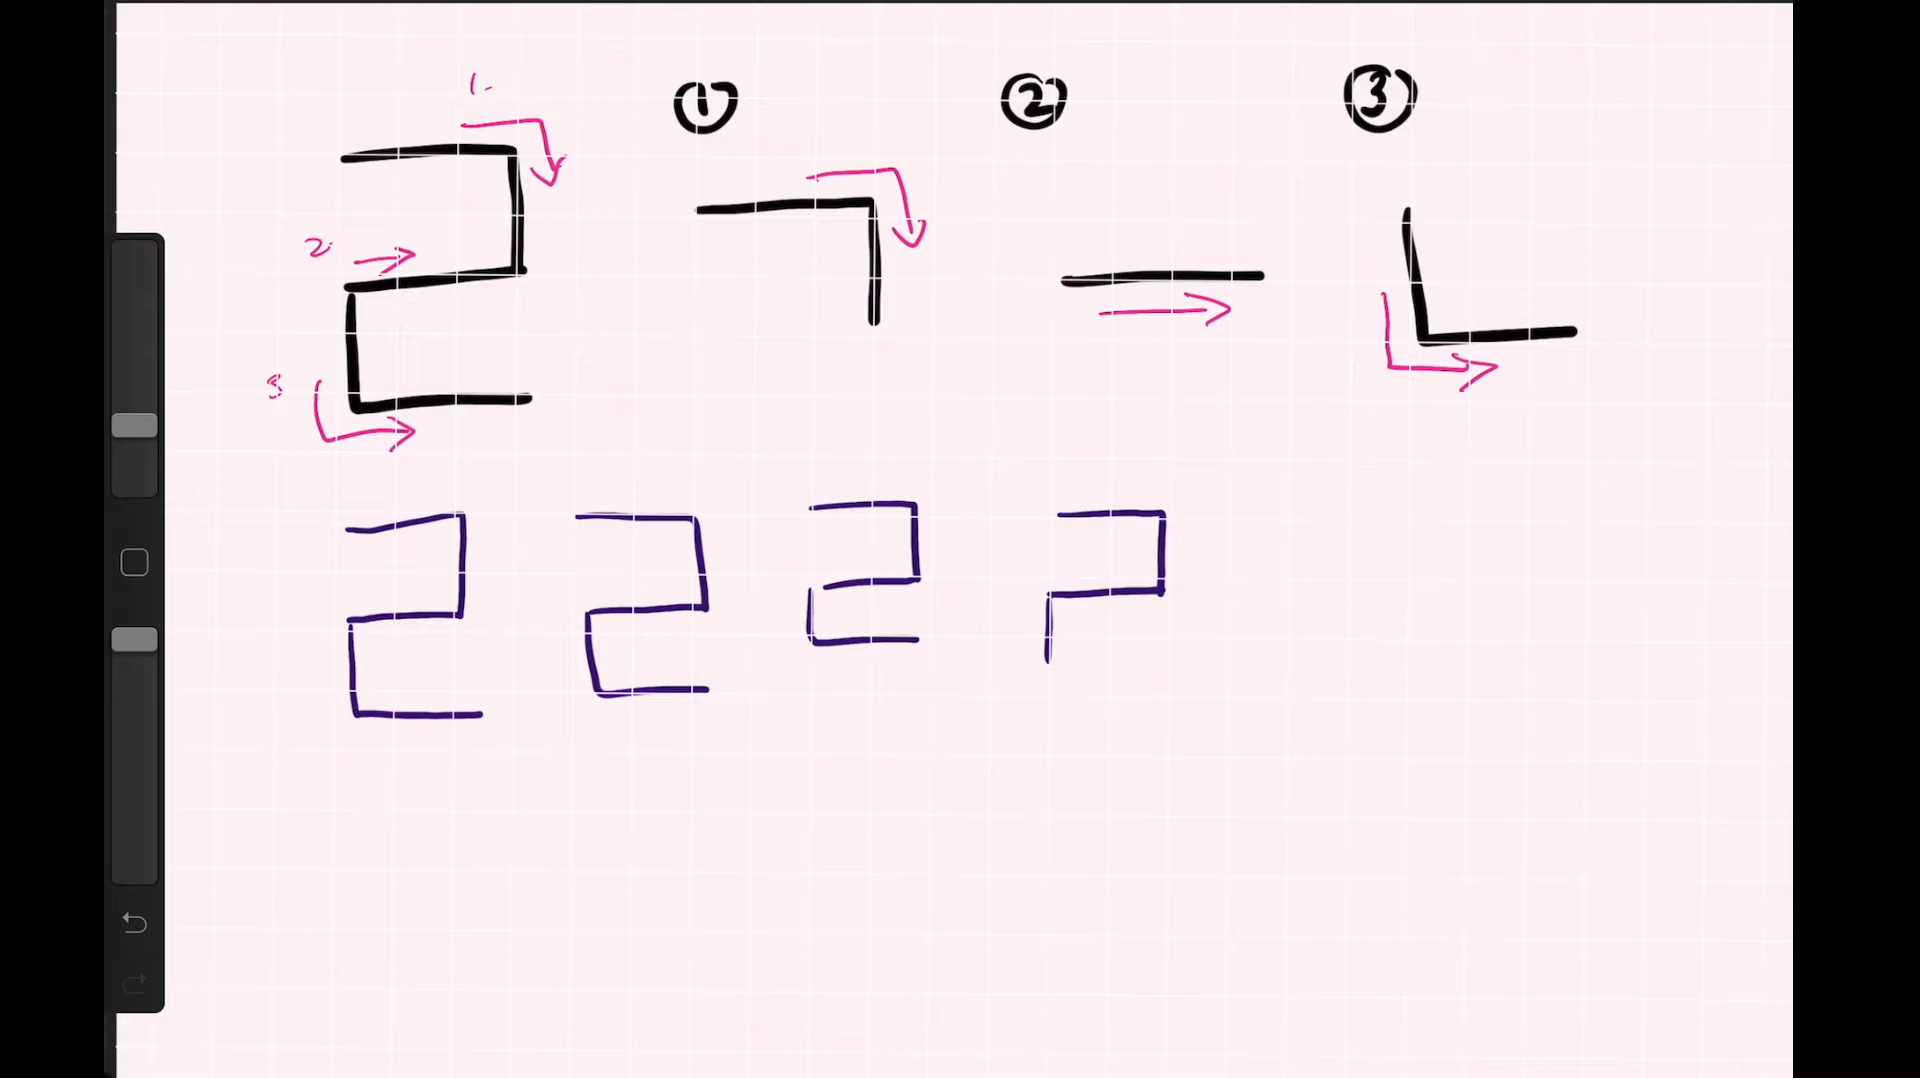 1. ① ② ③
ㄹ ㄱ ㅡ ㄴ
2.
3
ㄹ ㄹ ㄹ